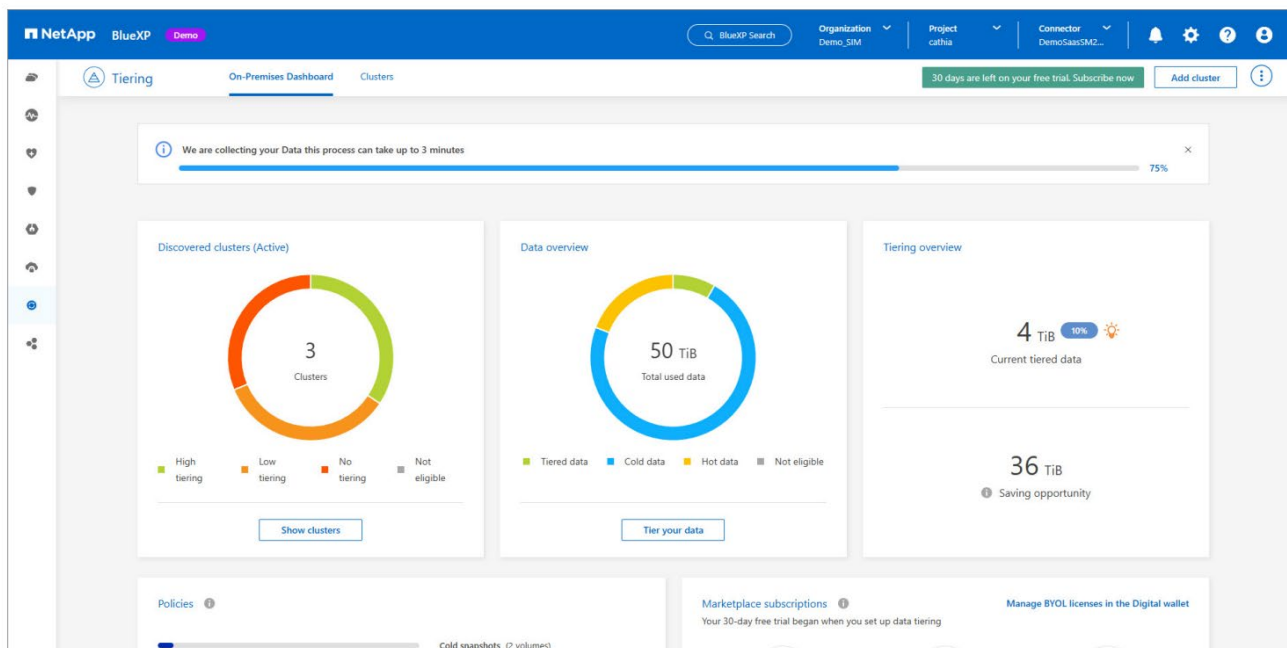 NetApp BlueXP Demo
BlueXP Search
Organization
Demo_SIM
Project
cathia
Connector
DemoSaasSM2...
Tiering
On-Premises Dashboard
Clusters
30 days are left on your free trial. Subscribe now
Add cluster
We are collecting your Data this process can take up to 3 minutes
75%
Discovered clusters (Active)
3
Clusters
High tiering
Low tiering
No tiering
Not eligible
Show clusters
Data overview
50 TiB
Total used data
Tiered data
Cold data
Hot data
Not eligible
Tier your data
Tiering overview
4 TiB 10%
Current tiered data
36 TiB
Saving opportunity
Policies
Cold snapshots (2 volumes)
Marketplace subscriptions
Manage BYOL licenses in the Digital wallet
Your 30-day free trial began when you set up data tiering